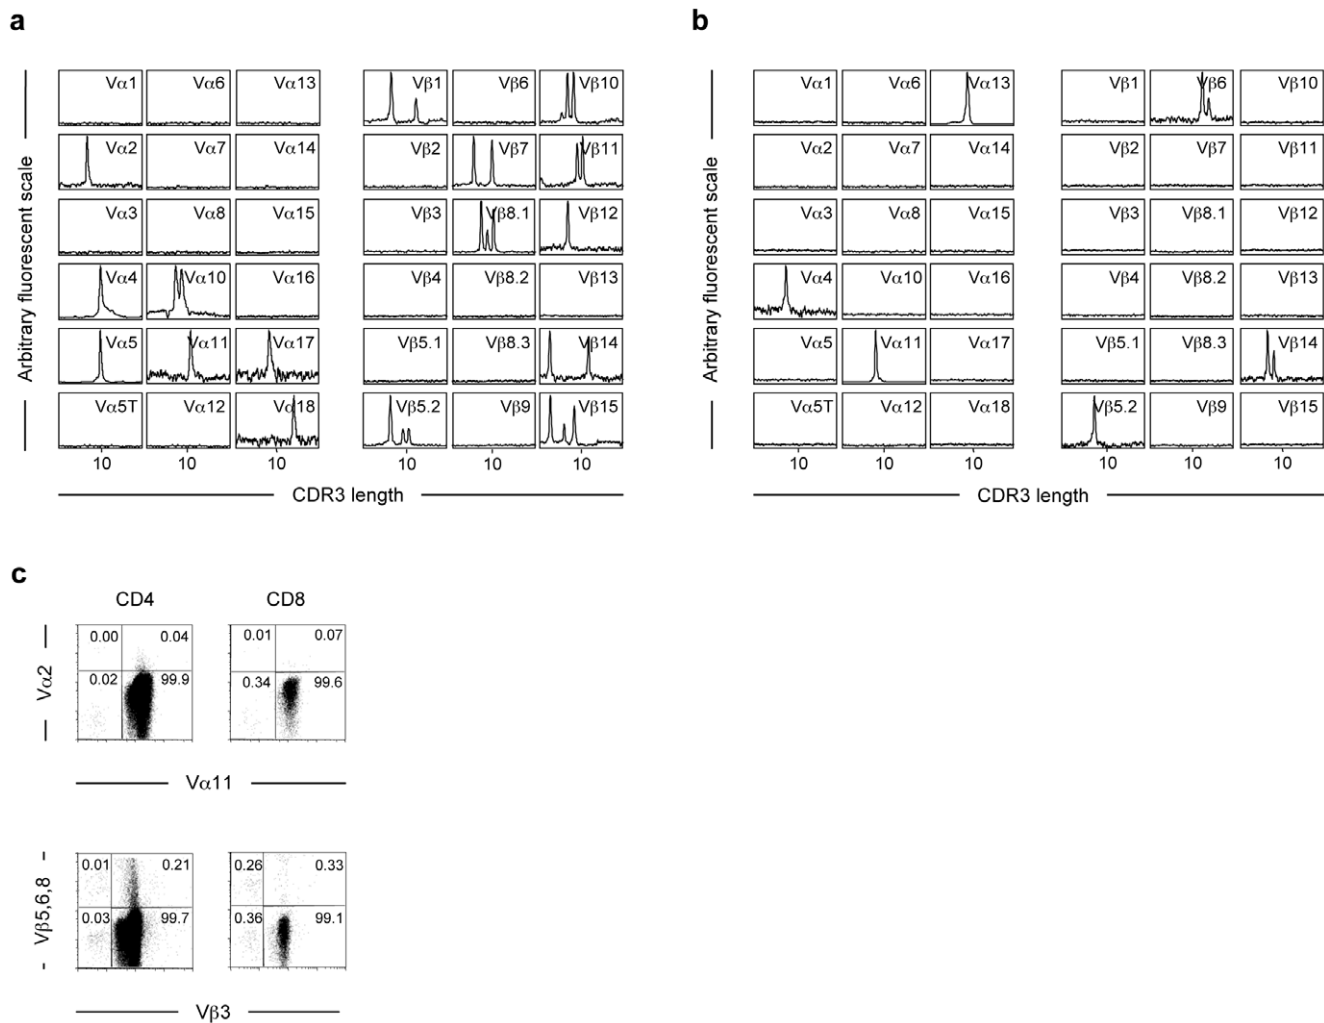 a
Arbitrary fluorescent scale
Vα1 Vα6 Vα13 Vβ1 Vβ6 Vβ10
Vα2 Vα7 Vα14 Vβ2 Vβ7 Vβ11
Vα3 Vα8 Vα15 Vβ3 Vβ8.1 Vβ12
Vα4 Vα10 Vα16 Vβ4 Vβ8.2 Vβ13
Vα5 Vα11 Vα17 Vβ5.1 Vβ8.3 Vβ14
Vα5T Vα12 Vα18 Vβ5.2 Vβ9 Vβ15
10 10 10 10 10 10
CDR3 length
b
Arbitrary fluorescent scale
Vα1 Vα6 Vα13 Vβ1 Vβ6 Vβ10
Vα2 Vα7 Vα14 Vβ2 Vβ7 Vβ11
Vα3 Vα8 Vα15 Vβ3 Vβ8.1 Vβ12
Vα4 Vα10 Vα16 Vβ4 Vβ8.2 Vβ13
Vα5 Vα11 Vα17 Vβ5.1 Vβ8.3 Vβ14
Vα5T Vα12 Vα18 Vβ5.2 Vβ9 Vβ15
10 10 10 10 10 10
CDR3 length
c
CD4 CD8
Vα2
0.00 0.04 0.01 0.07
0.02 99.9 0.34 99.6
Vα11
Vβ5,6,8
0.01 0.21 0.26 0.33
0.03 99.7 0.36 99.1
Vβ3